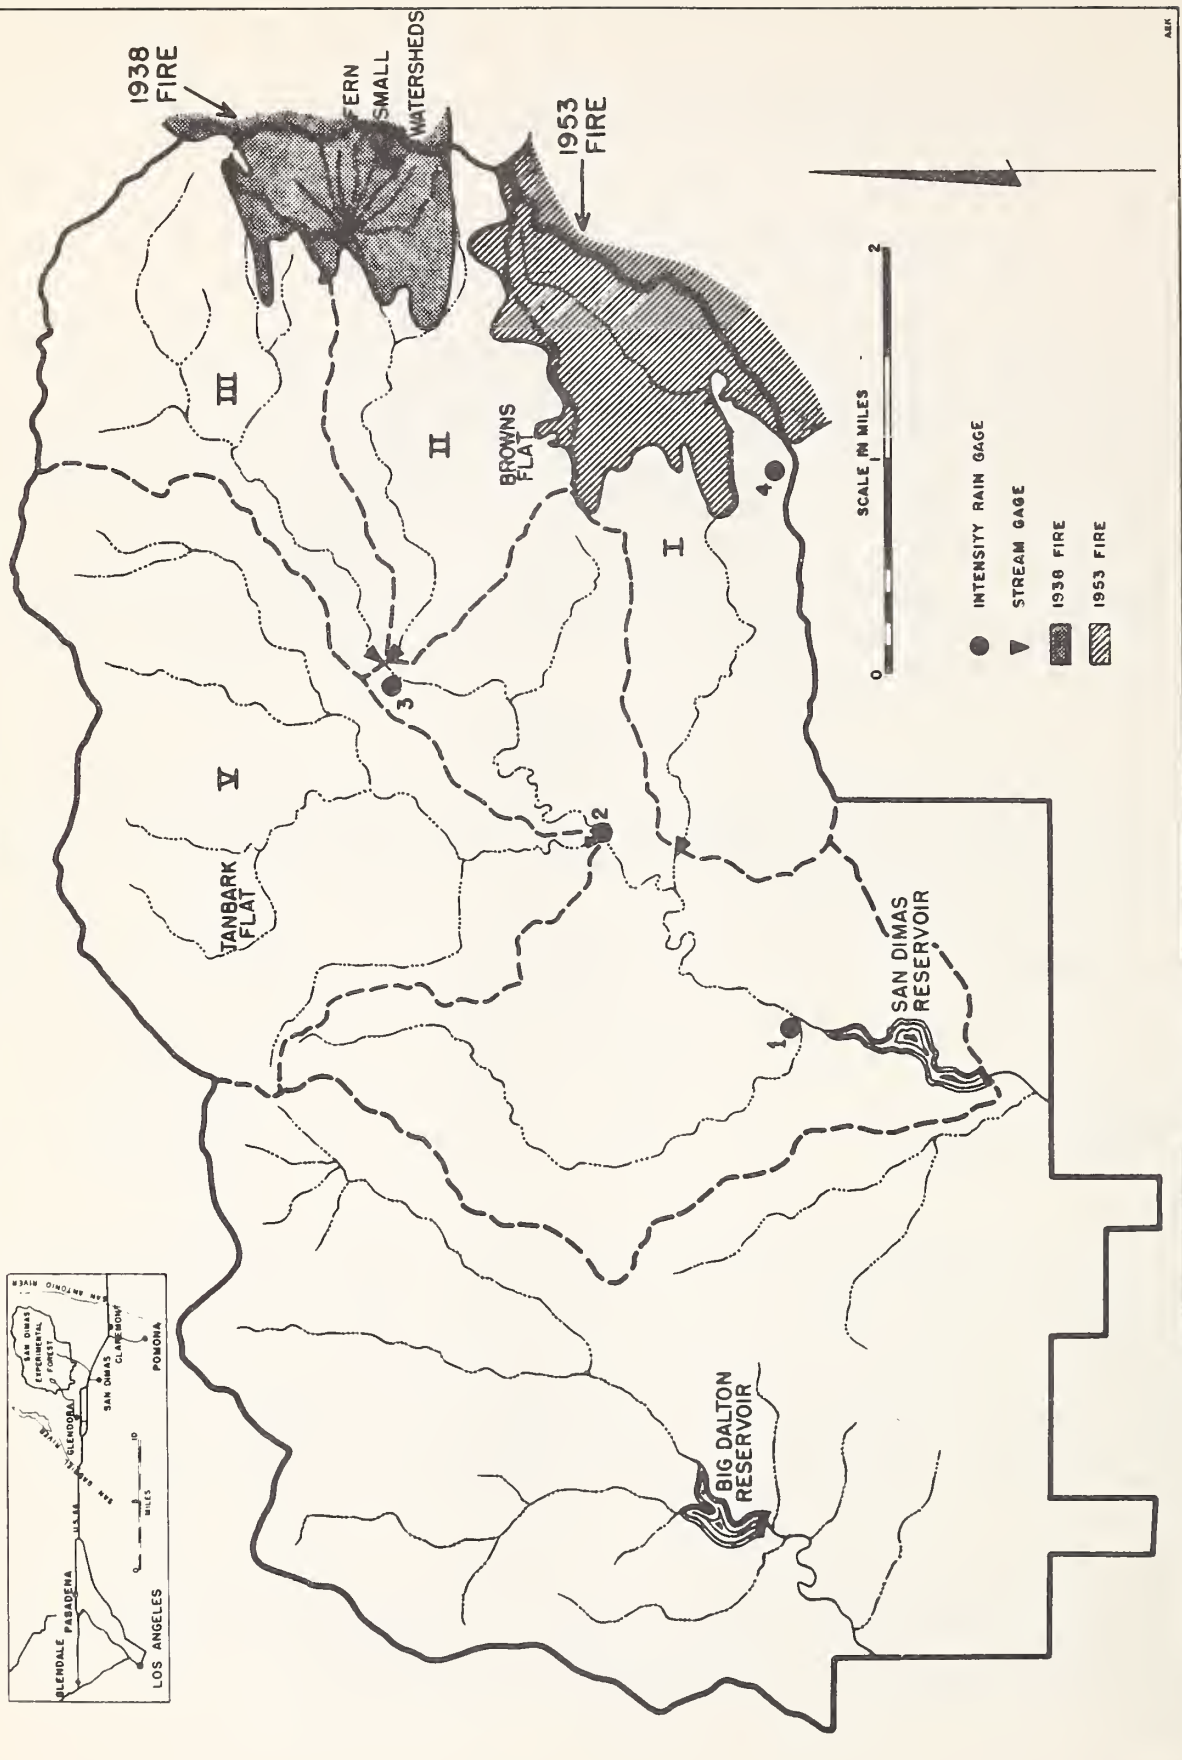 1938
FIRE
FERN
SMALL
WATERSHEDS
1953
FIRE
III
II
BROWNS
FLAT
I
V
TANBARK
FLAT
1
2
3
4
SAN DIMAS
RESERVOIR
BIG DALTON
RESERVOIR
SCALE IN MILES
0 1 2
INTENSITY RAIN GAGE
STREAM GAGE
1938 FIRE
1953 FIRE
GLENDALE
PASADENA
LOS ANGELES
U.S. 66
SAN GABRIEL RIVER
GLENDORA
SAN DIMAS
EXPERIMENTAL
FOREST
SAN DIMAS
CLAREMONT
POMONA
SAN ANTONIO
RIVER
0 10
MILES